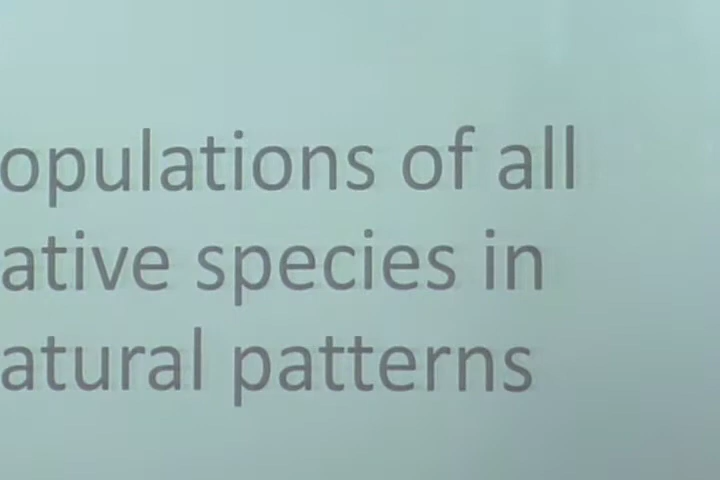 opulations of all
ative species in
atural patterns